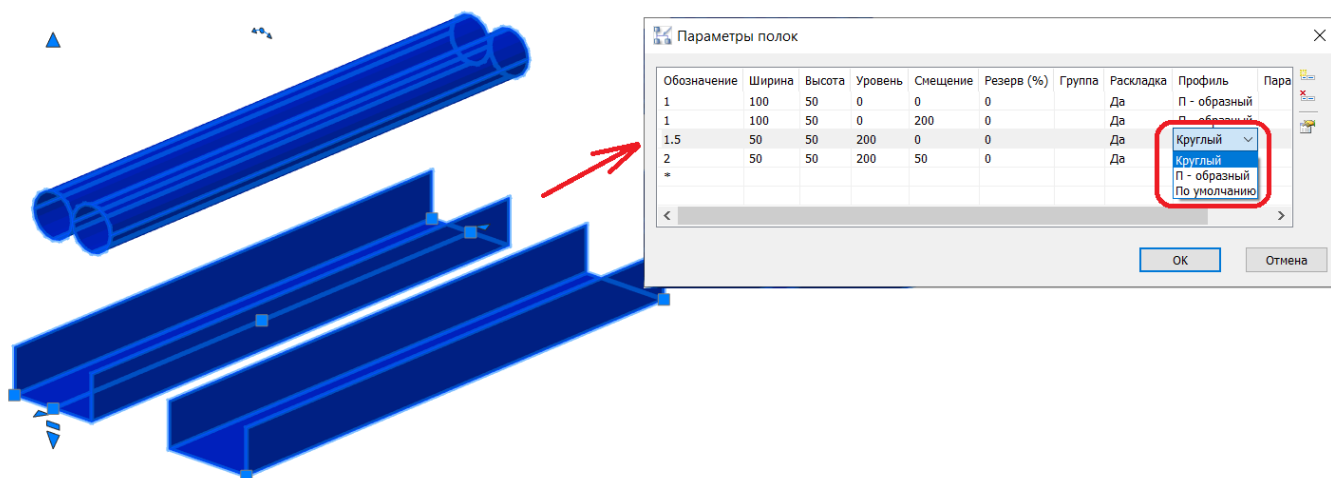 Параметры полок
Обозначение Ширина Высота Уровень Смещение Резерв (%) Группа Раскладка Профиль Пара
1 100 50 0 0 0 Да П - образный
1 100 50 0 200 0 Да П - образный
1.5 50 50 200 0 0 Да Круглый
2 50 50 200 50 0 Да
*
Круглый
П - образный
По умолчанию
ОК Отмена